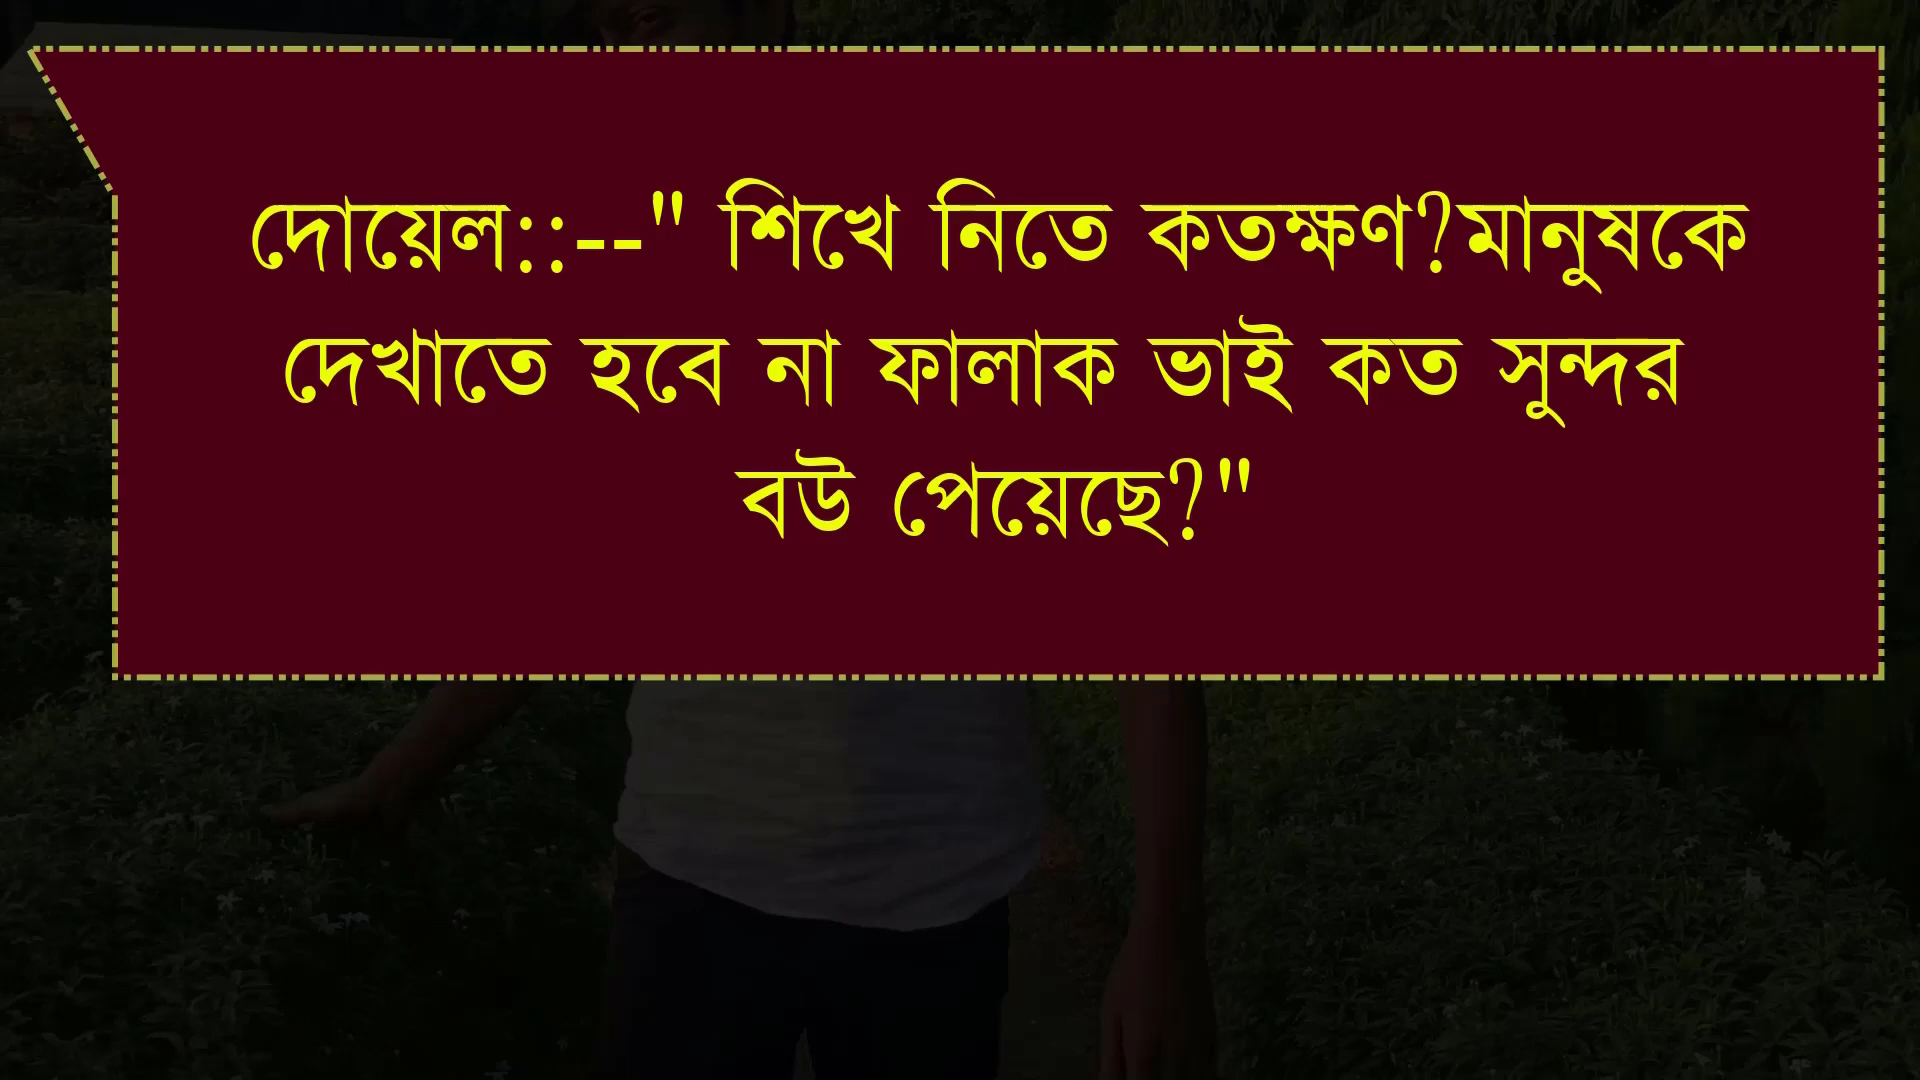 দোয়েল::--" শিখে নিতে কতক্ষণ?মানুষকে
দেখাতে হবে না ফালাক ভাই কত সুন্দর
বউ পেয়েছে?"